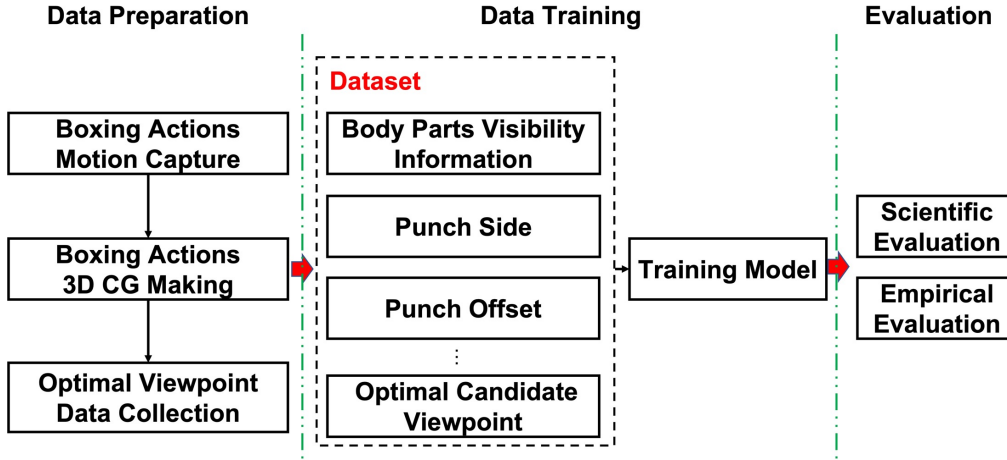 Data Preparation
Data Training
Evaluation
Boxing Actions
Motion Capture
Boxing Actions
3D CG Making
Optimal Viewpoint
Data Collection
Dataset
Body Parts Visibility
Information
Punch Side
Punch Offset
⋮
Optimal Candidate
Viewpoint
Training Model
Scientific
Evaluation
Empirical
Evaluation